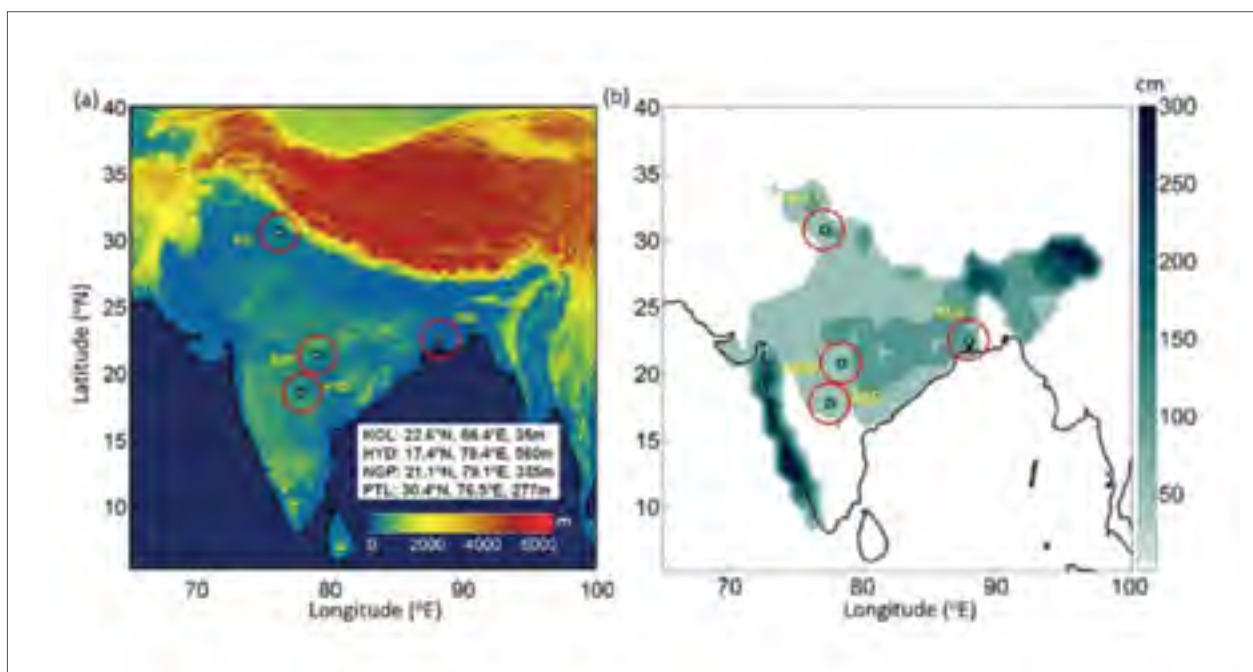 (a)
40
35
30
25
20
15
10
Latitude (°N)
KOL: 22.6°N, 88.4°E, 35m
HYD: 17.4°N, 78.4°E, 560m
NGP: 21.1°N, 79.1°E, 335m
PTL: 30.4°N, 76.5°E, 277m
m
0 2000 4000 6000
70 80 90 100
Longitude (°E)
(b)
40
35
30
25
20
15
10
70 80 90 100
Longitude (°E)
cm
300
250
200
150
100
50